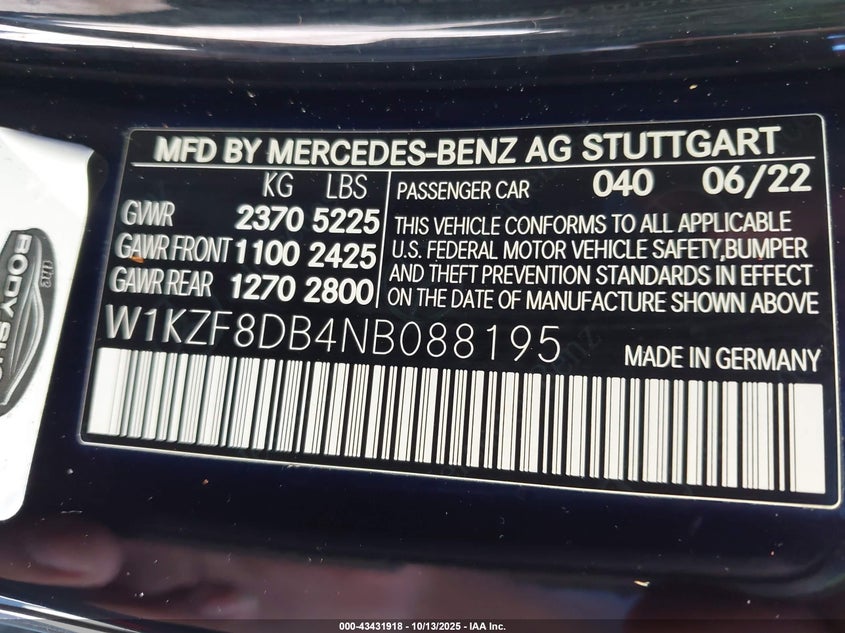 MFD BY MERCEDES-BENZ AG STUTTGART
KG LBS
GVWR 2370 5225
GAWR FRONT 1100 2425
GAWR REAR 1270 2800
PASSENGER CAR 040 06/22
THIS VEHICLE CONFORMS TO ALL APPLICABLE
U.S. FEDERAL MOTOR VEHICLE SAFETY,BUMPER
AND THEFT PREVENTION STANDARDS IN EFFECT
ON THE DATE OF MANUFACTURE SHOWN ABOVE
W1KZF8DB4NB088195
MADE IN GERMANY
the
000-43431918 - 10/13/2025 - IAA Inc.